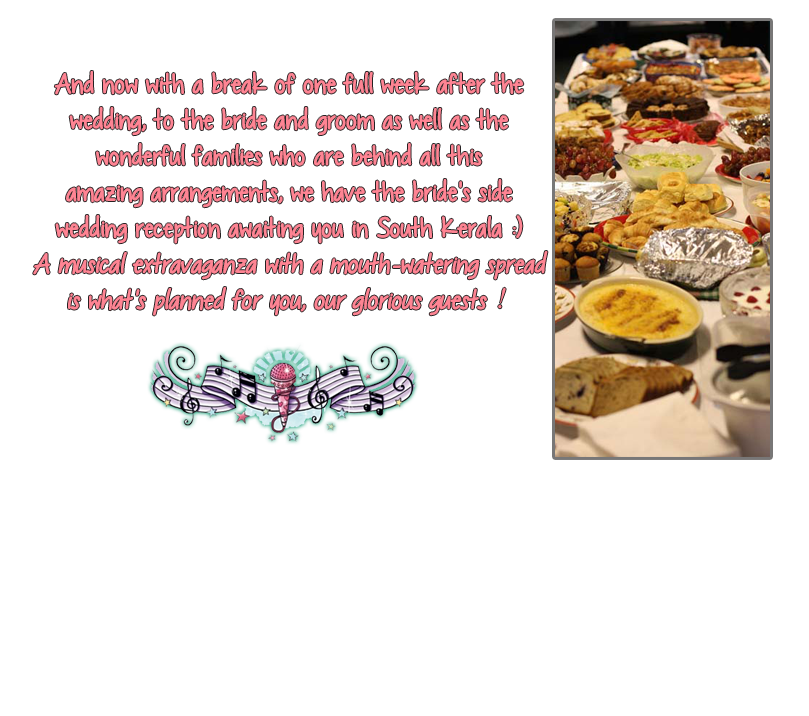 And now with a break of one full week after the
wedding, to the bride and groom as well as the
wonderful families who are behind all this
amazing arrangements, we have the bride's side
wedding reception awaiting you in South Kerala :)
A musical extravaganza with a mouth-watering spread
is what's planned for you, our glorious guests !